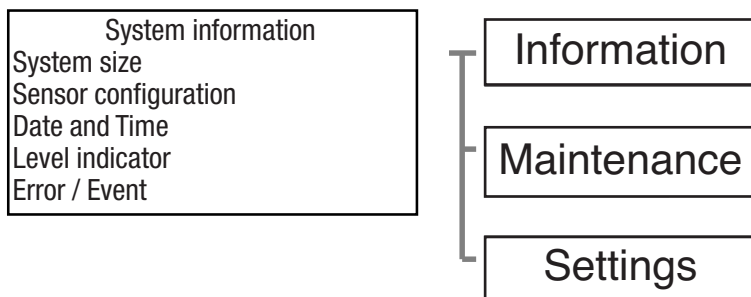 System information
System size
Sensor configuration
Date and Time
Level indicator
Error / Event
Information
Maintenance
Settings